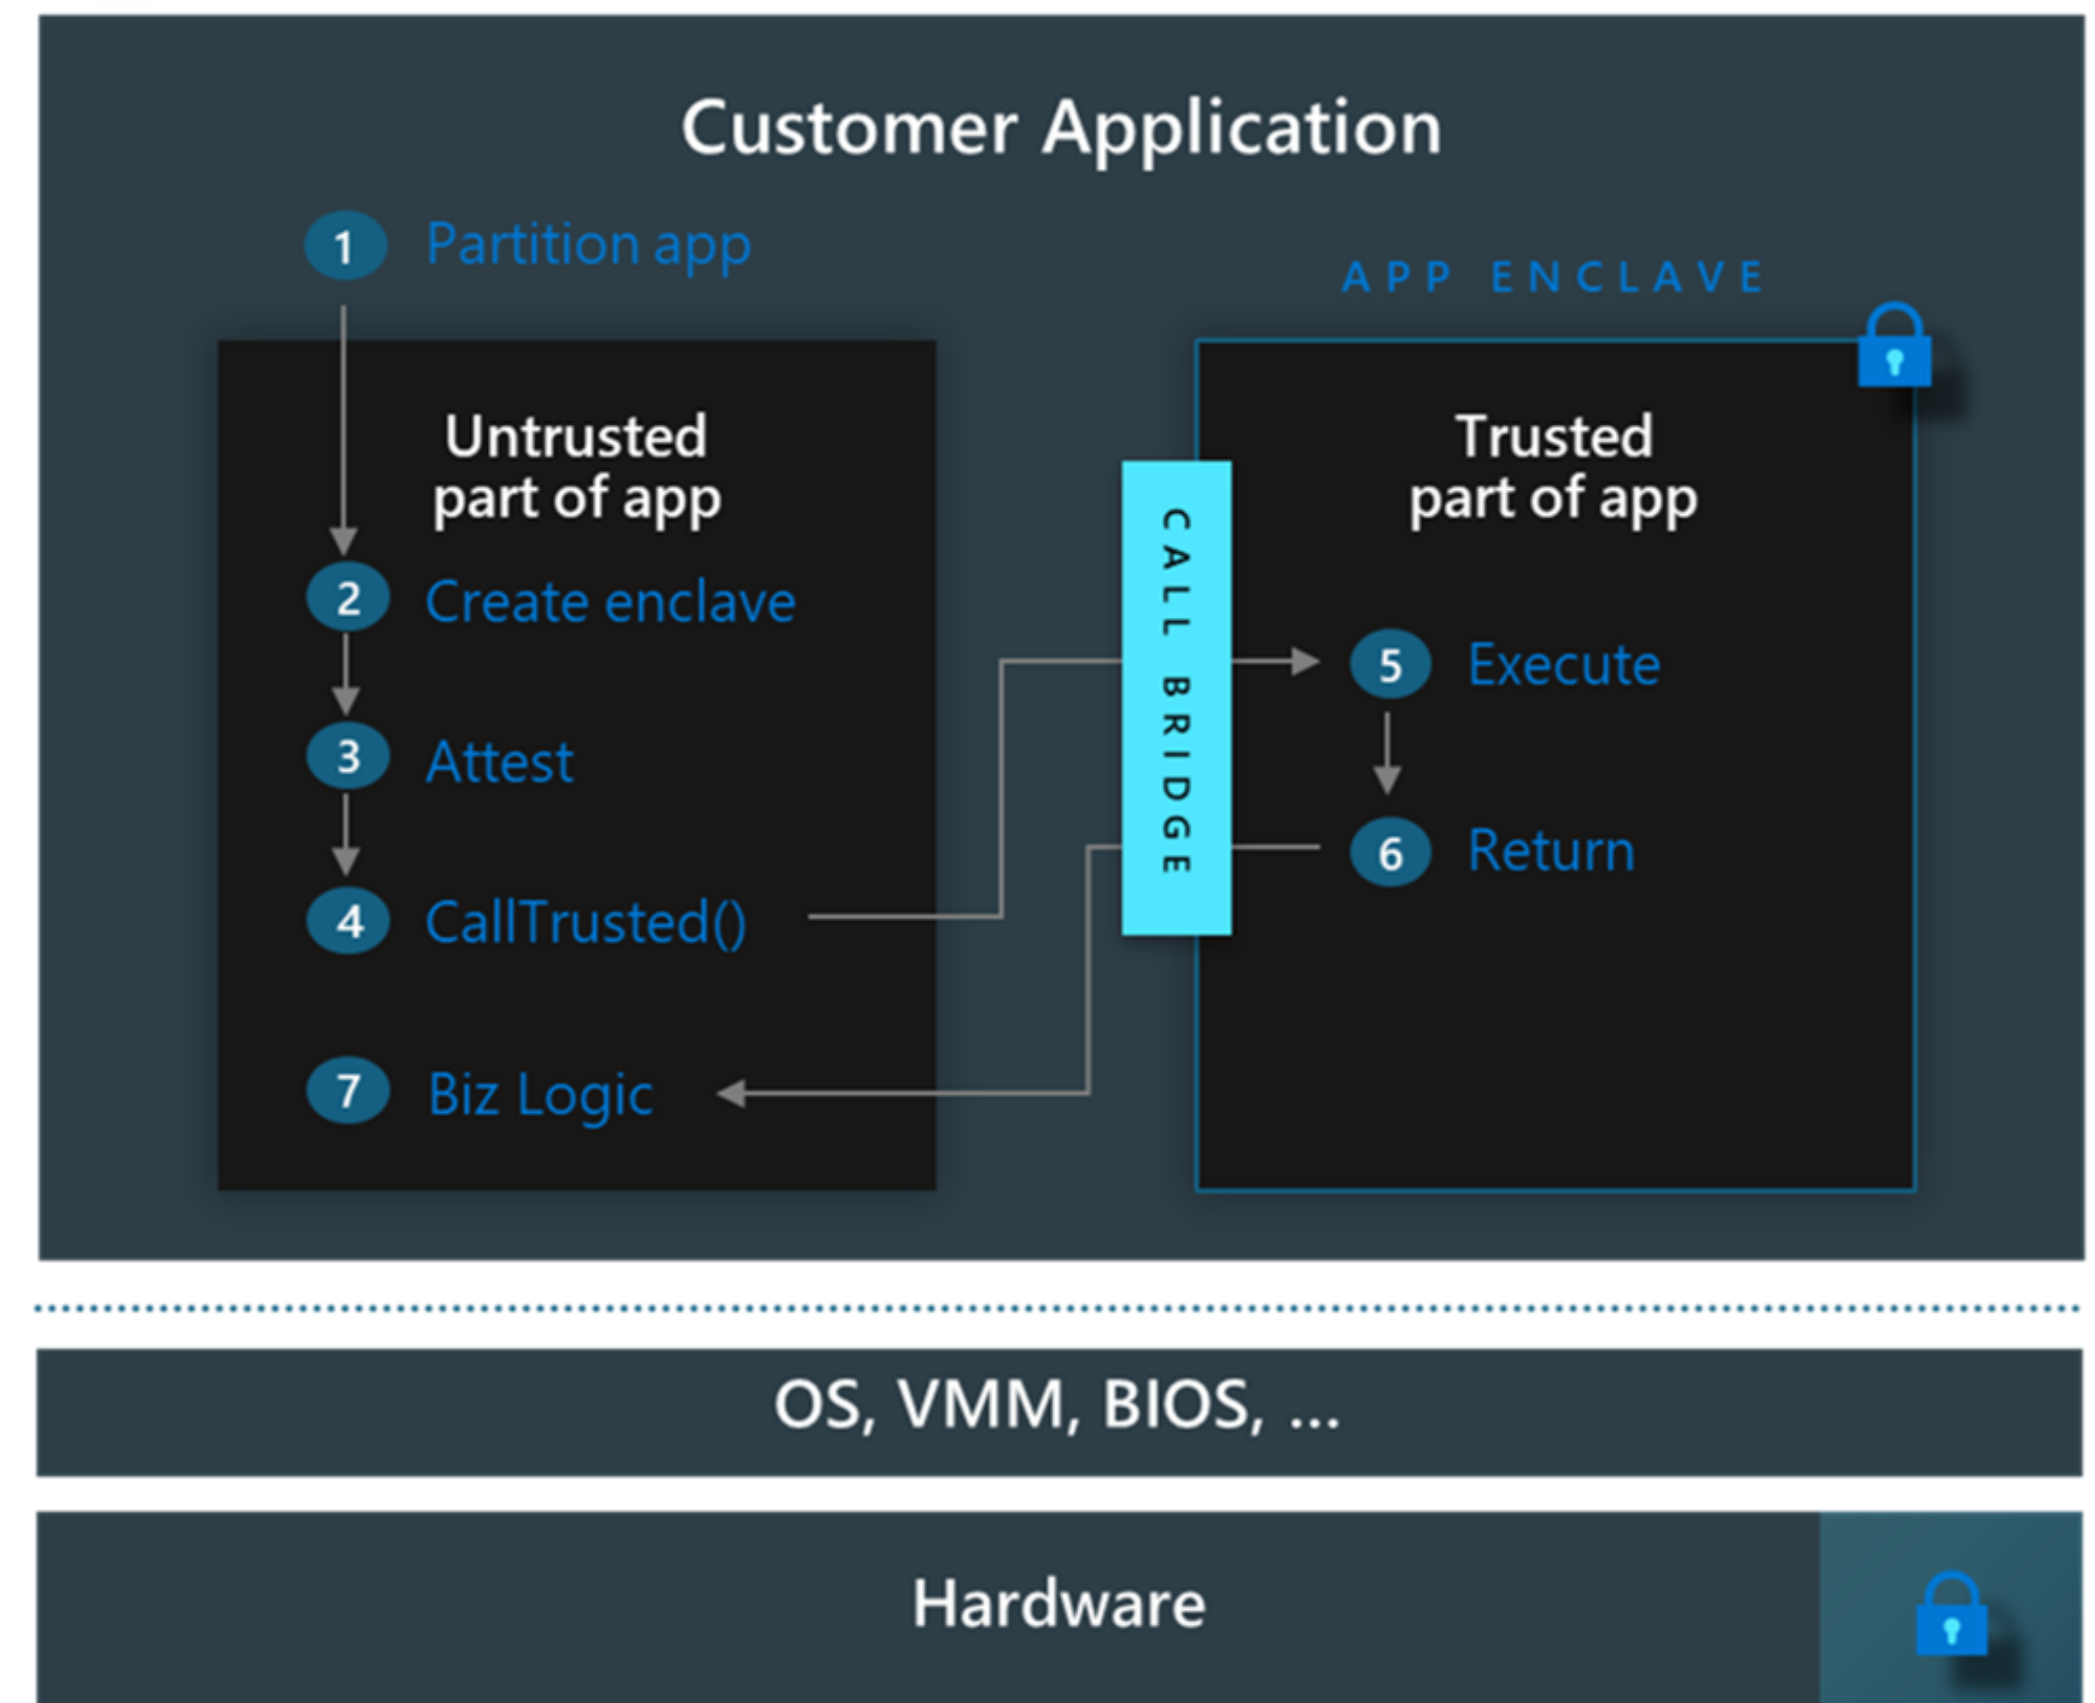 Customer Application
1 Partition app
APP ENCLAVE
Untrusted
part of app
2 Create enclave
3 Attest
4 CallTrusted()
7 Biz Logic
CALL BRIDGE
Trusted
part of app
5 Execute
6 Return
OS, VMM, BIOS, ...
Hardware